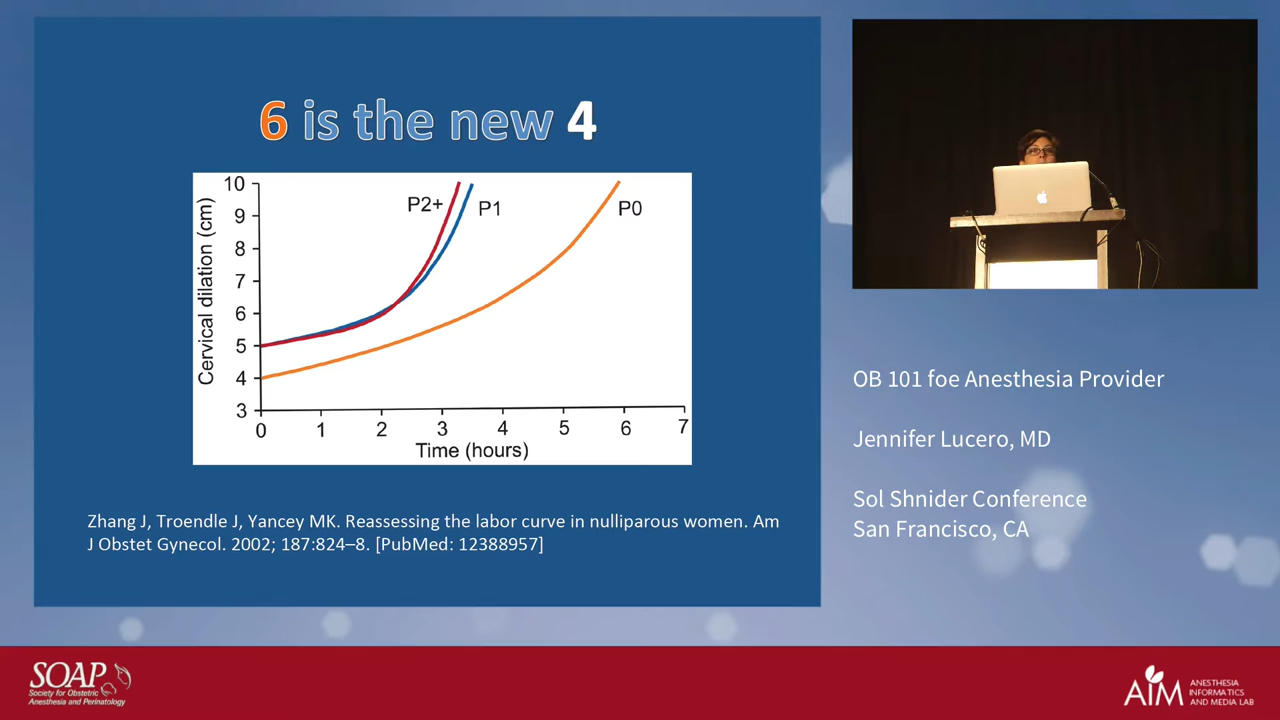 6 is the new 4
10
9
8
7
6
5
4
3
Cervical dilation (cm)
P2+
P1
P0
0 1 2 3 4 5 6 7
Time (hours)
Zhang J, Troendle J, Yancey MK. Reassessing the labor curve in nulliparous women. Am
J Obstet Gynecol. 2002; 187:824–8. [PubMed: 12388957]
OB 101 foe Anesthesia Provider
Jennifer Lucero, MD
Sol Shnider Conference
San Francisco, CA
SOAP
Society for Obstetric
Anesthesia and Perinatology
AIM
ANESTHESIA
INFORMATICS
AND MEDIA LAB